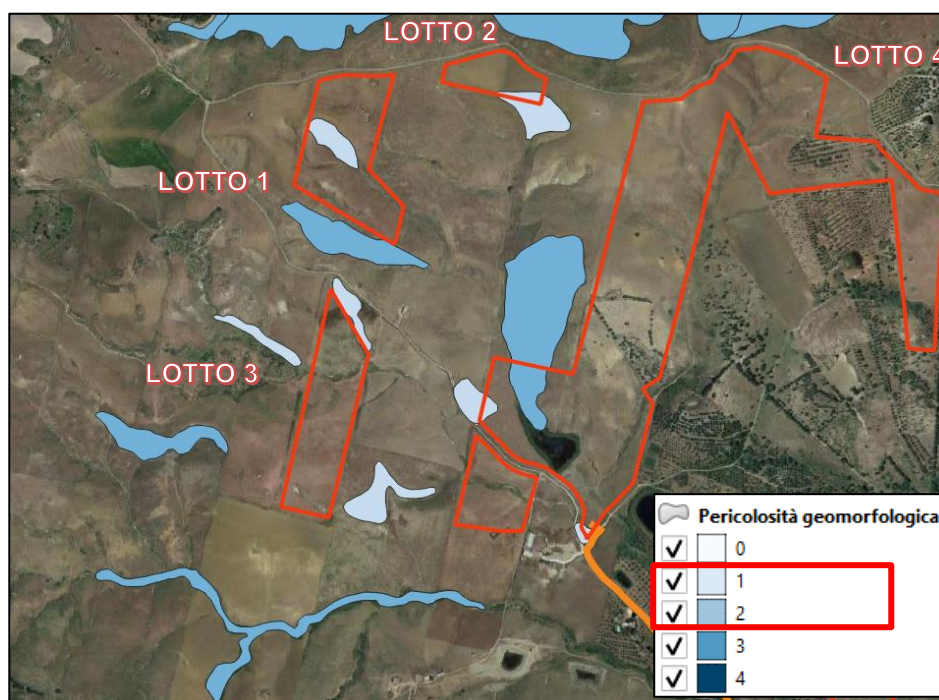 LOTTO 2
LOTTO 4
LOTTO 1
LOTTO 3
Pericolosità geomorfologica
0
1
2
3
4